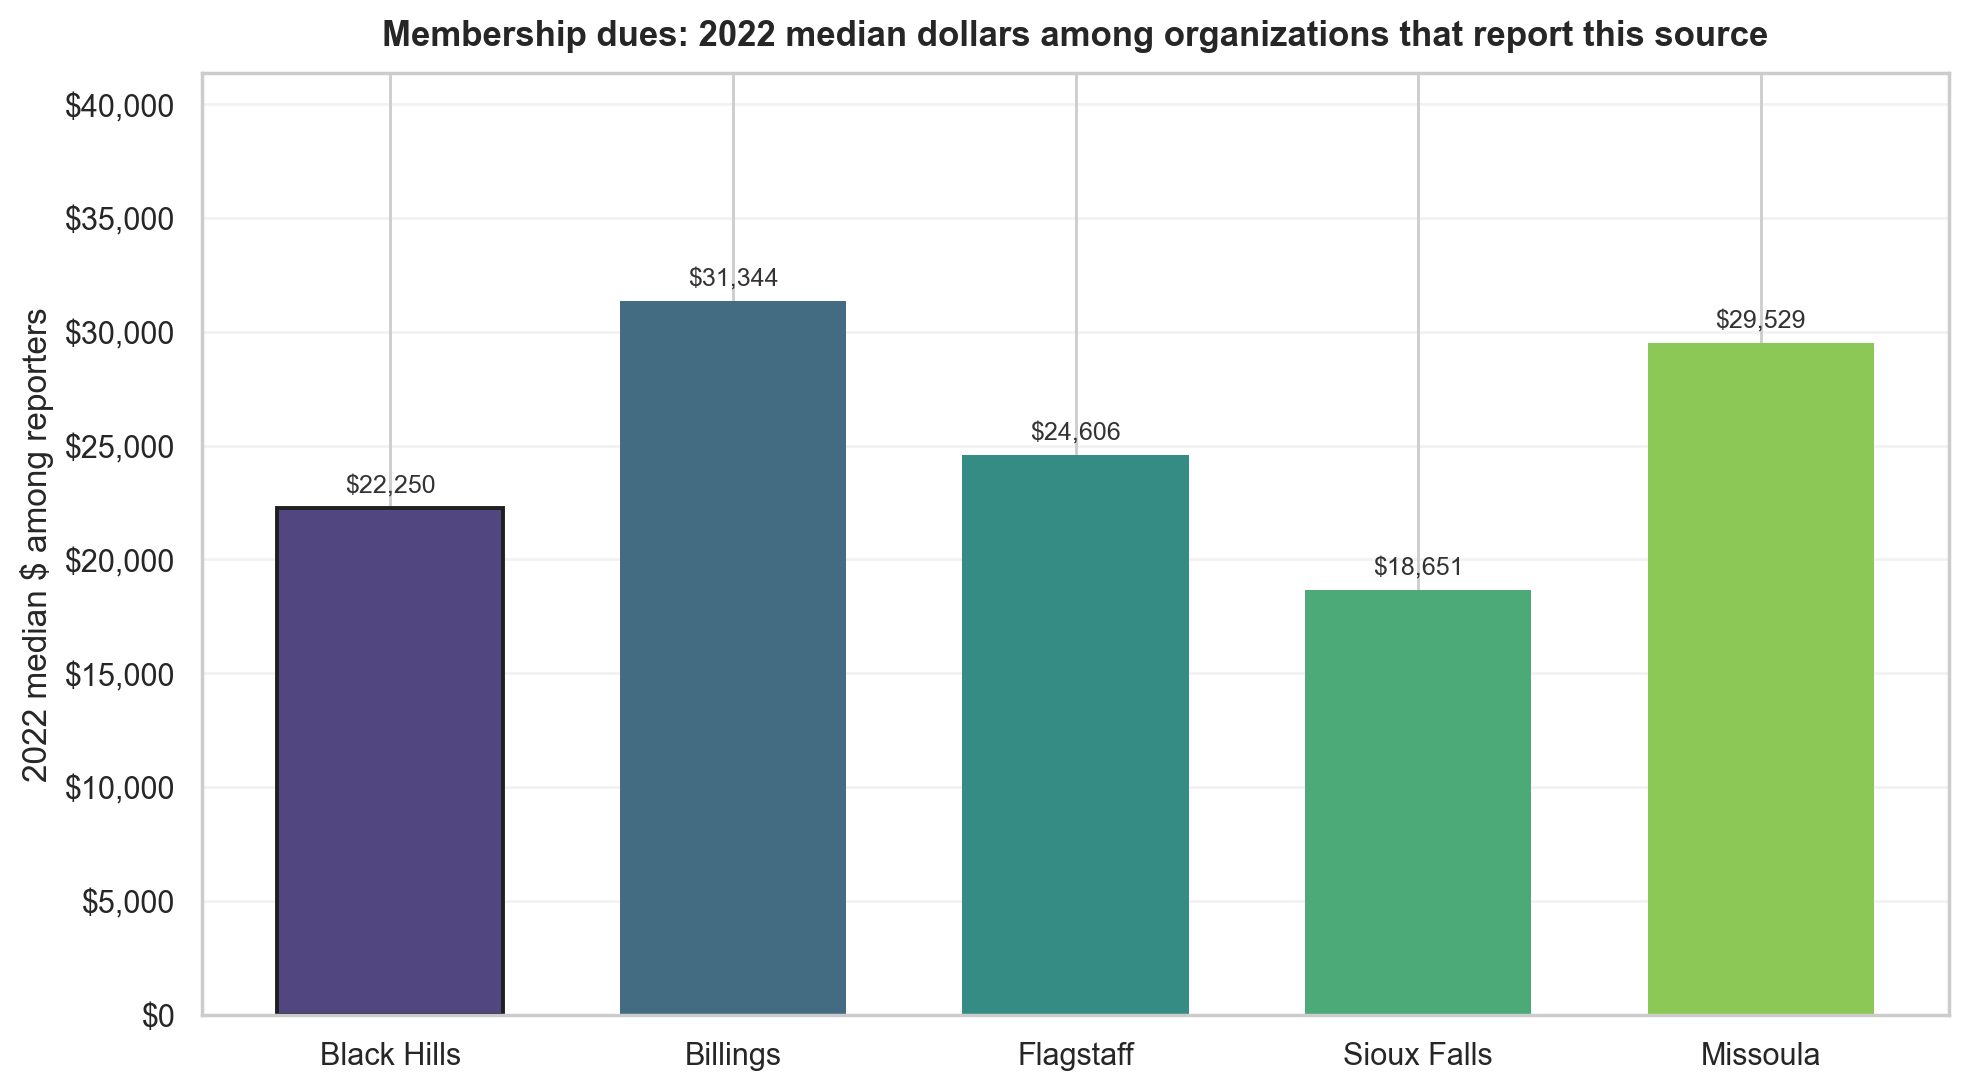 Membership dues: 2022 median dollars among organizations that report this source
2022 median $ among reporters
$40,000
$35,000
$30,000
$25,000
$20,000
$15,000
$10,000
$5,000
$0
$22,250
$31,344
$24,606
$18,651
$29,529
Black Hills
Billings
Flagstaff
Sioux Falls
Missoula